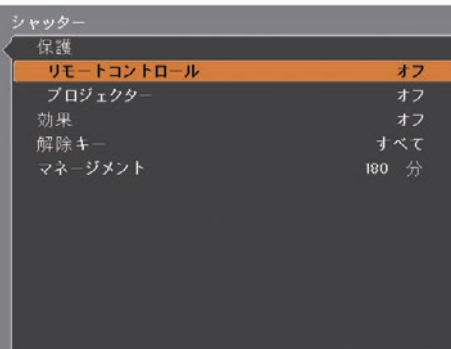 シャッター
保護
リモートコントロール オフ
プロジェクター オフ
効果 オフ
解除キー すべて
マネージメント 180 分